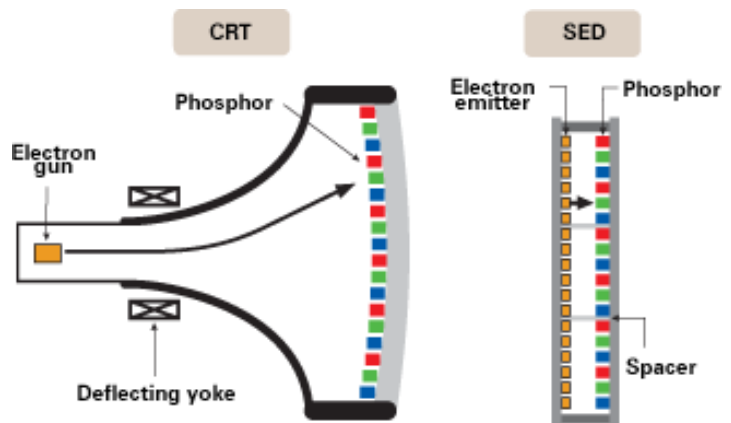 CRT
SED
Phosphor
Electron
gun
Deflecting yoke
Electron
emitter
Phosphor
Spacer